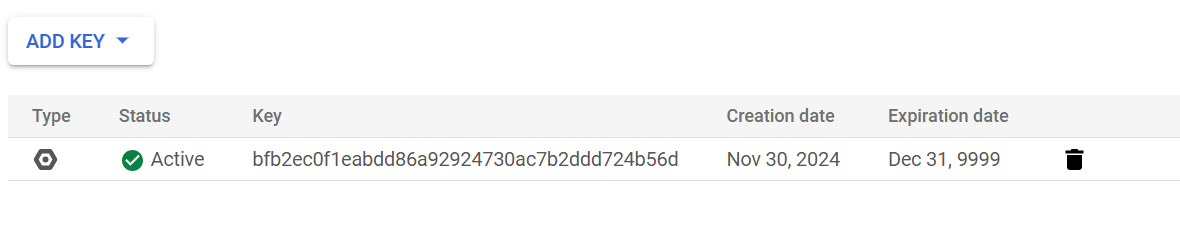 ADD KEY
Type Status Key Creation date Expiration date
Active bfb2ec0f1eabdd86a92924730ac7b2ddd724b56d Nov 30, 2024 Dec 31, 9999